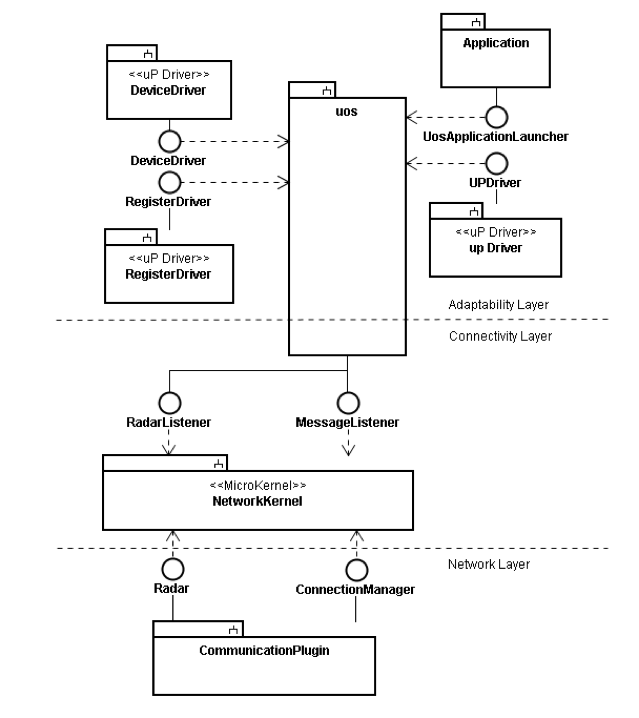 Application
<<uP Driver>>
DeviceDriver
uos
UosApplicationLauncher
DeviceDriver
UPDriver
RegisterDriver
<<uP Driver>>
up Driver
<<uP Driver>>
RegisterDriver
Adaptability Layer
Connectivity Layer
RadarListener
MessageListener
<<MicroKernel>>
NetworkKernel
Network Layer
Radar
ConnectionManager
CommunicationPlugin